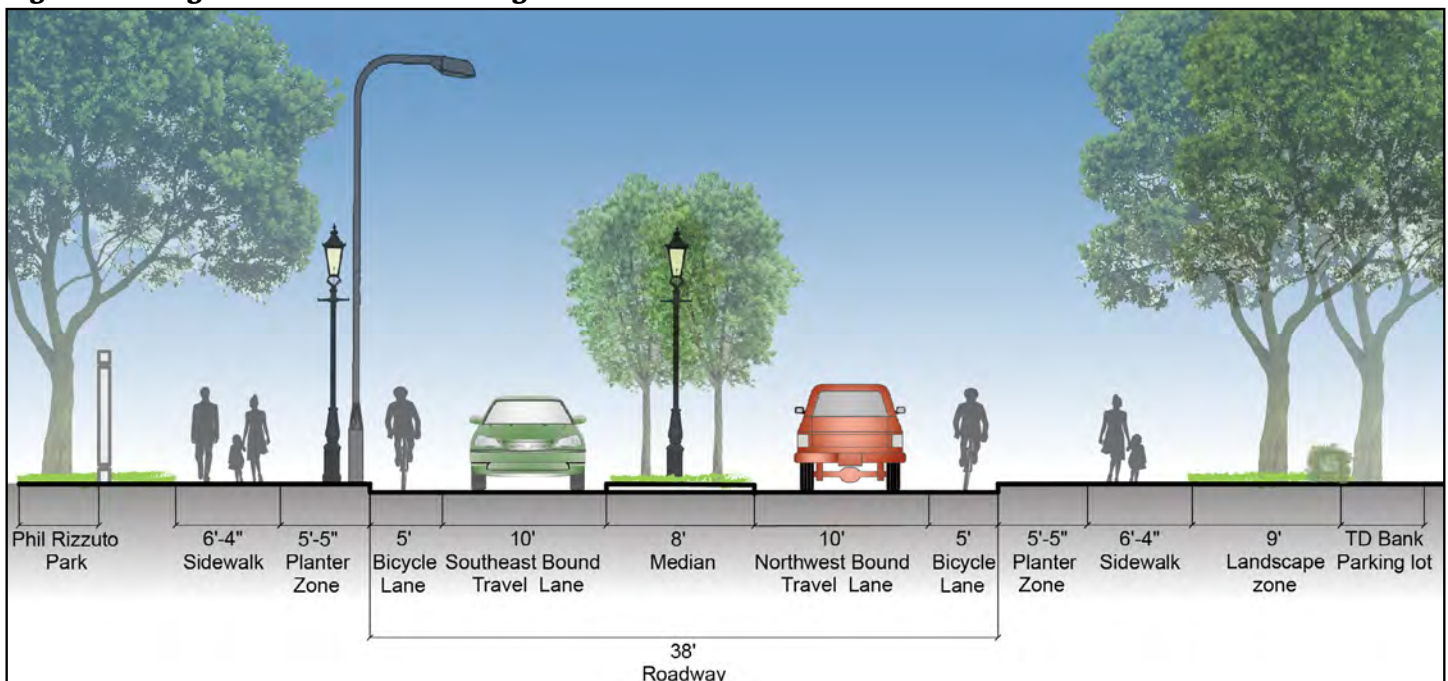 Phil Rizzuto
Park
6'-4"
Sidewalk
5'-5"
Planter
Zone
5'
Bicycle
Lane
10'
Southeast Bound
Travel Lane
8'
Median
10'
Northwest Bound
Travel Lane
5'
Bicycle
Lane
5'-5"
Planter
Zone
6'-4"
Sidewalk
9'
Landscape
zone
TD Bank
Parking lot
38'
Roadway